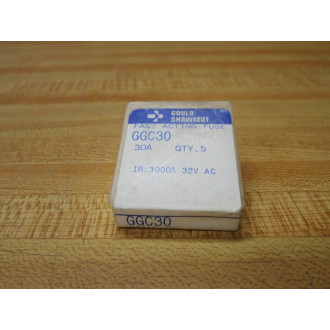 GOULD
SHAWMUT
FAST ACTING FUSE
GGC30
30A QTY.5
IR:3000A 32V AC
GGC30